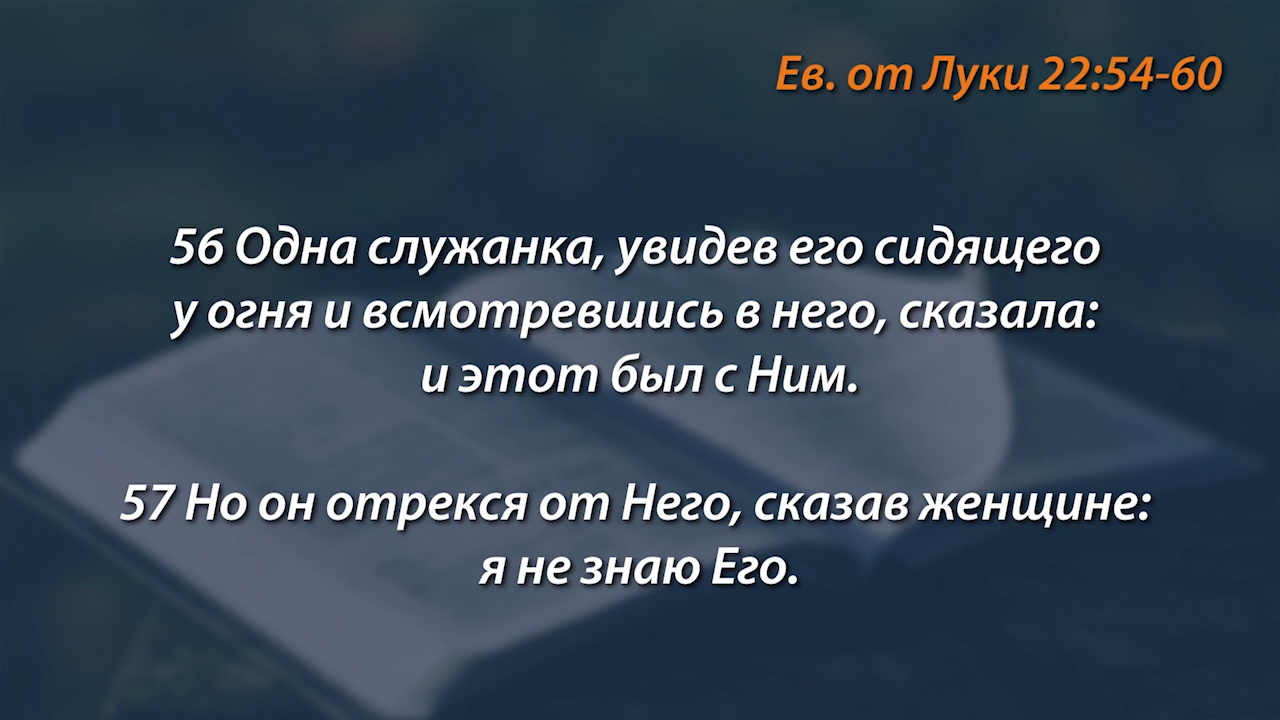 Ев. от Луки 22:54-60
56 Одна служанка, увидев его сидящего
у огня и всмотревшись в него, сказала:
и этот был с Ним.
57 Но он отрекся от Него, сказав женщине:
я не знаю Его.